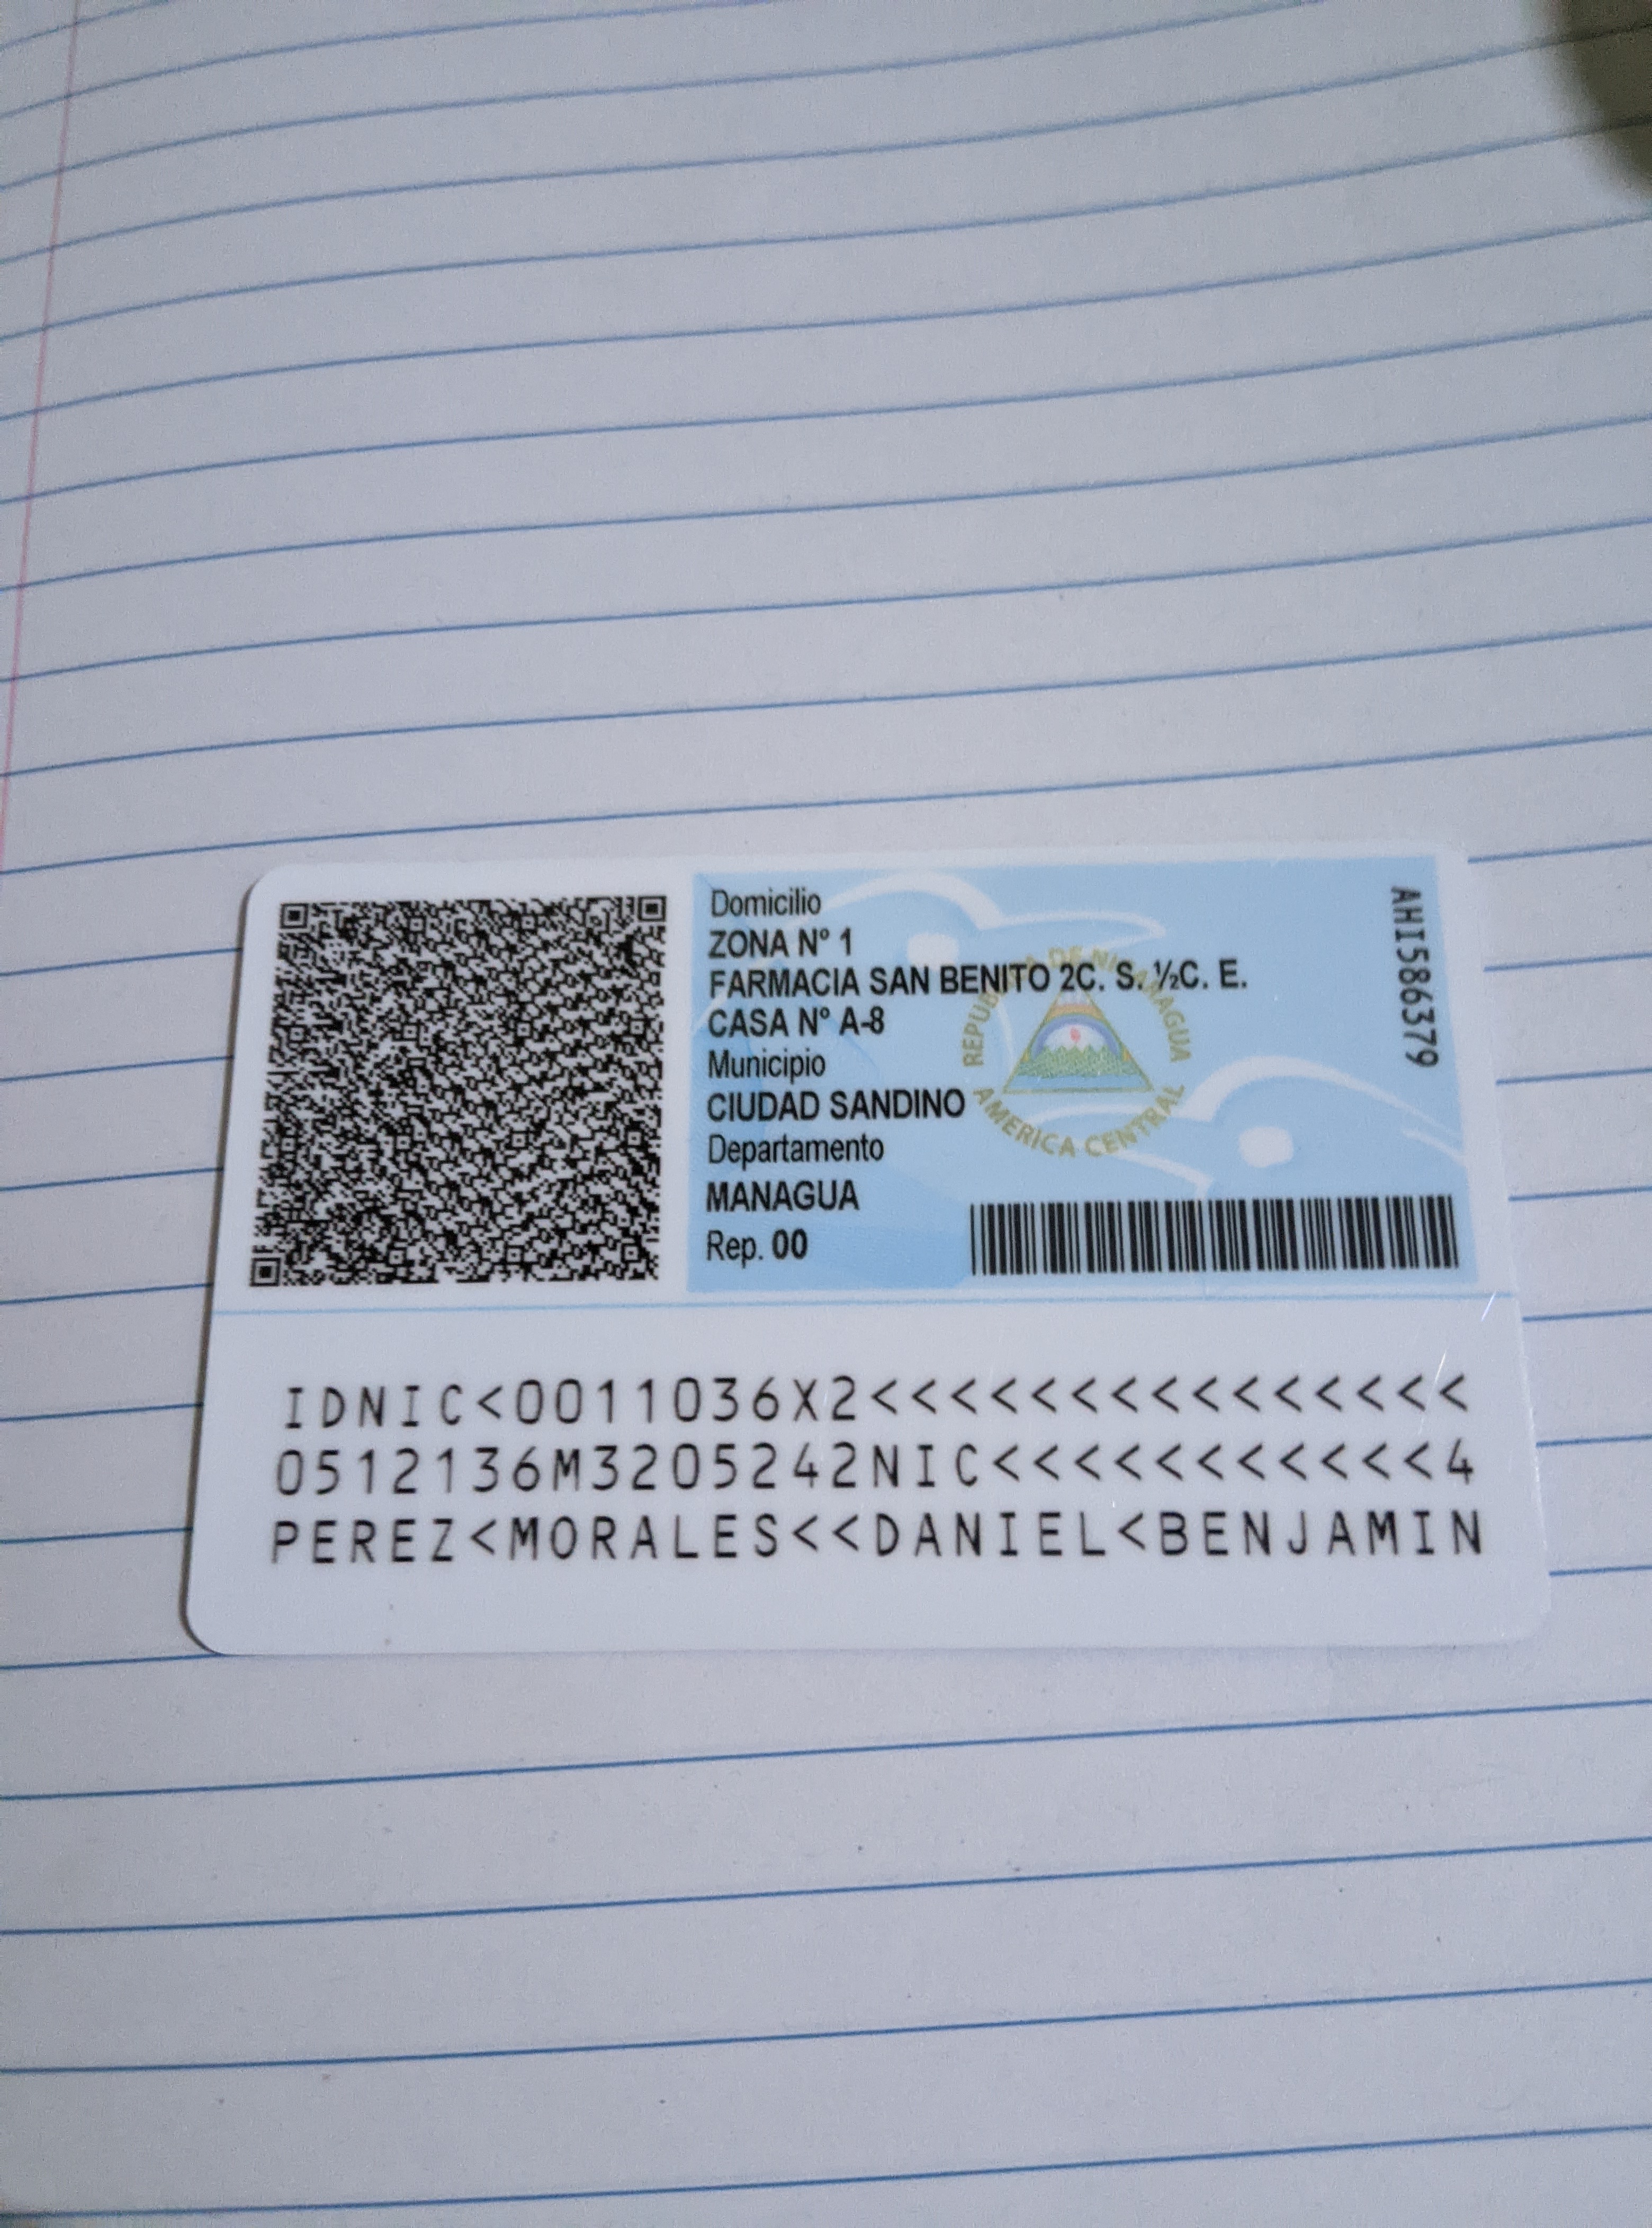 Domicilio
ZONA N° 1
FARMACIA SAN BENITO 2C. S. ½C. E.
CASA N° A-8
Municipio
CIUDAD SANDINO
Departamento
MANAGUA
Rep. 00
REPUBLICA DE NICARAGUA
AMERICA CENTRAL
AHI586379
IDNIC<0011036X2<<<<<<<<<<<<<<<
0512136M3205242NIC<<<<<<<<<<<4
PEREZ<MORALES<<DANIEL<BENJAMIN